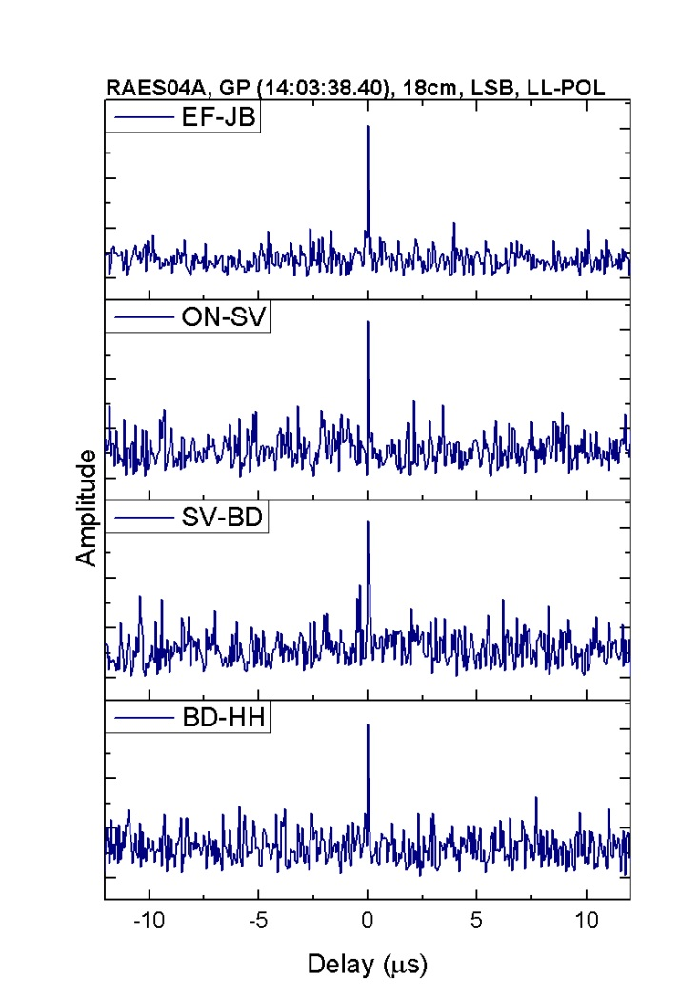 RAES04A, GP (14:03:38.40), 18cm, LSB, LL-POL
EF-JB
ON-SV
SV-BD
BD-HH
Amplitude
-10 -5 0 5 10
Delay (μs)